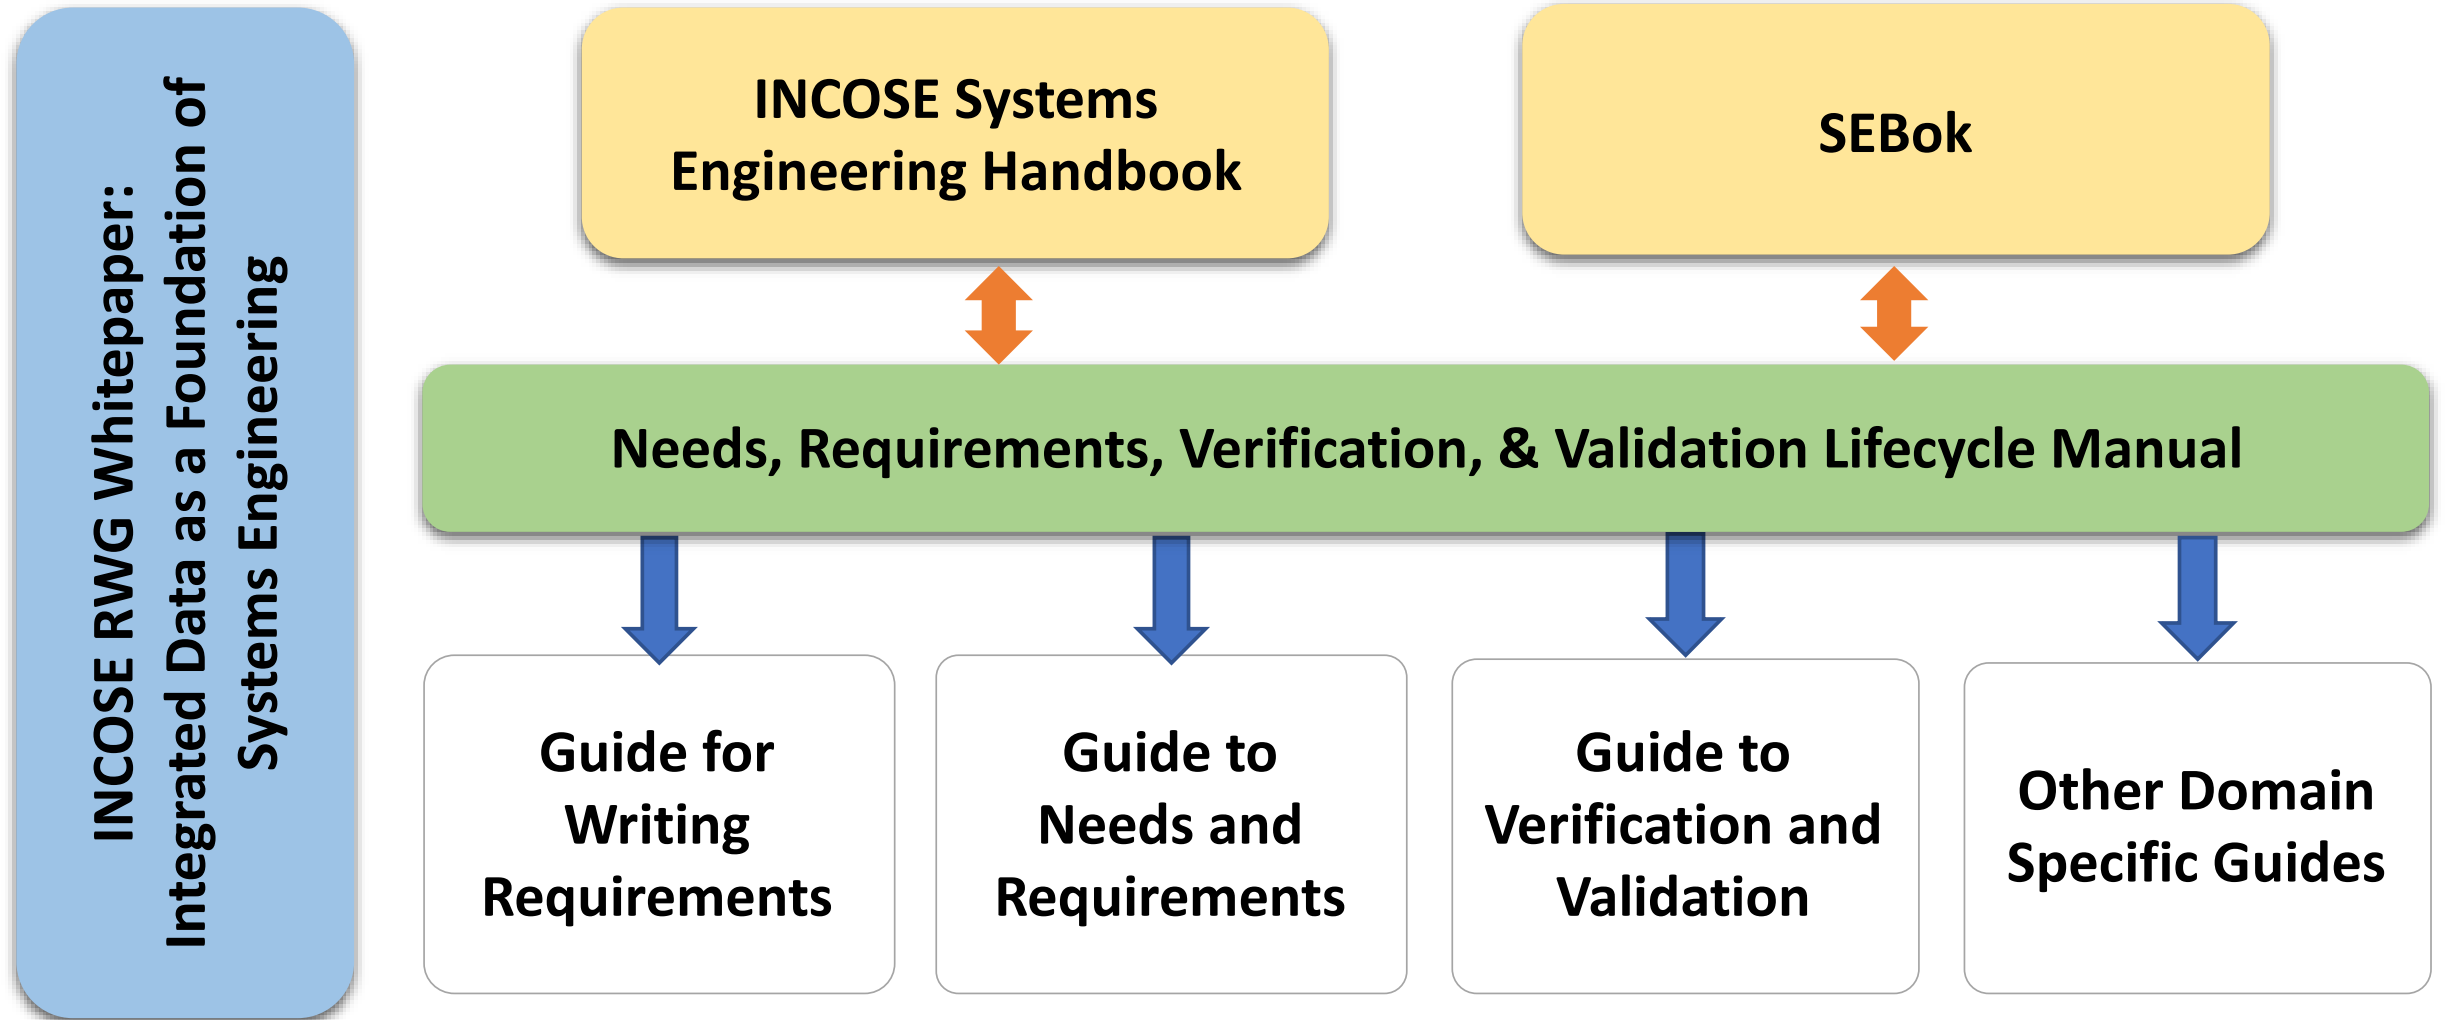 INCOSE RWG Whitepaper:
Integrated Data as a Foundation of
Systems Engineering
INCOSE Systems
Engineering Handbook
SEBok
Needs, Requirements, Verification, & Validation Lifecycle Manual
Guide for
Writing
Requirements
Guide to
Needs and
Requirements
Guide to
Verification and
Validation
Other Domain
Specific Guides